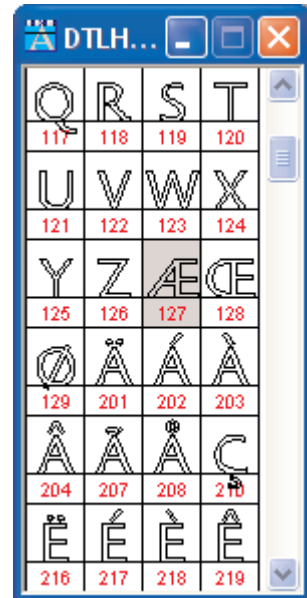 DTLH...
Q R S T
117 118 119 120
U V W X
121 122 123 124
Y Z Æ Œ
125 126 127 128
Ø Ä Á À
129 201 202 203
Â Ã Å Ç
204 207 208 210
Ë É È Ê
216 217 218 219